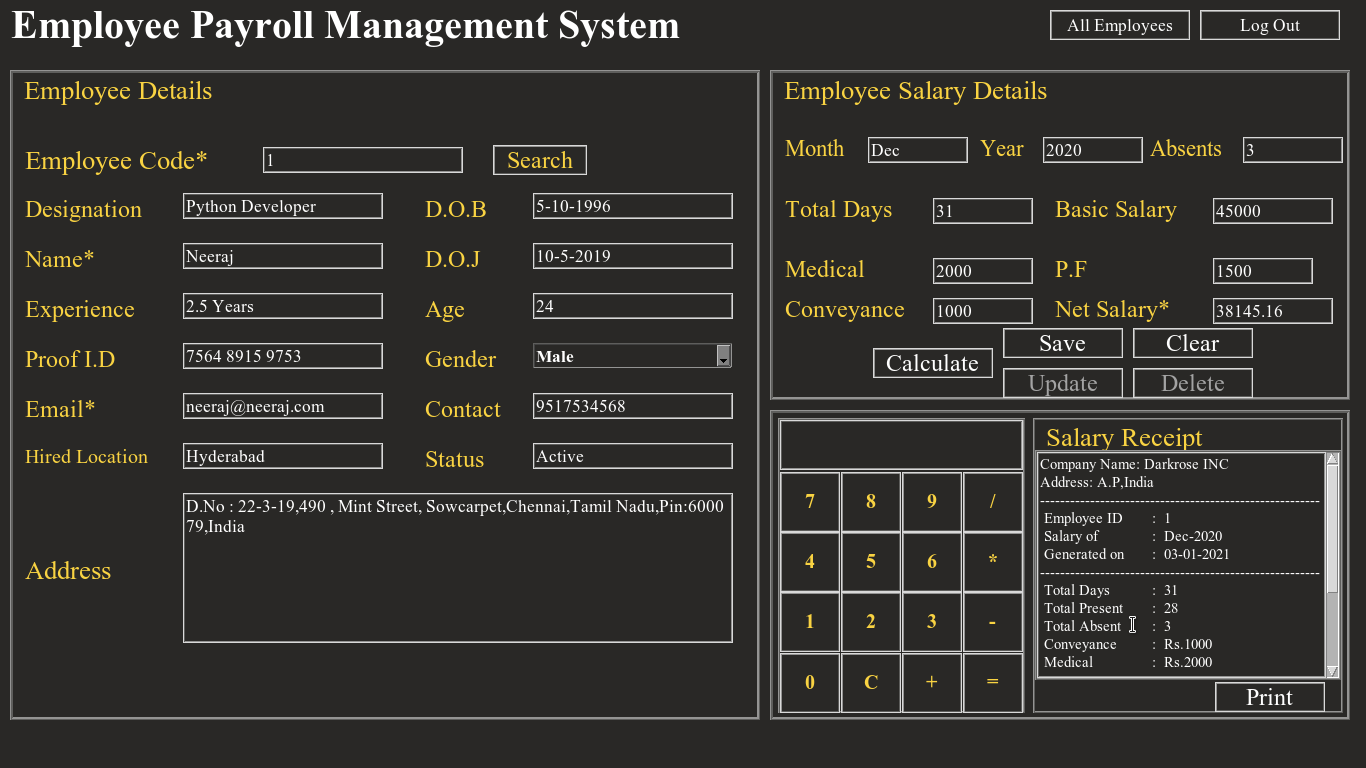 Employee Payroll Management System
All Employees
Log Out
Employee Details
Employee Code* 1 Search
Designation Python Developer D.O.B 5-10-1996
Name* Neeraj D.O.J 10-5-2019
Experience 2.5 Years Age 24
Proof I.D 7564 8915 9753 Gender Male
Email* neeraj@neeraj.com Contact 9517534568
Hired Location Hyderabad Status Active
Address
D.No : 22-3-19,490 , Mint Street, Sowcarpet,Chennai,Tamil Nadu,Pin:6000
79,India
Employee Salary Details
Month Dec Year 2020 Absents 3
Total Days 31 Basic Salary 45000
Medical 2000 P.F 1500
Conveyance 1000 Net Salary* 38145.16
Calculate
Save Clear
Update Delete
7 8 9 /
4 5 6 *
1 2 3 -
0 C + =
Salary Receipt
Company Name: Darkrose INC
Address: A.P,India
--------------------------------------------------------
Employee ID : 1
Salary of : Dec-2020
Generated on : 03-01-2021
--------------------------------------------------------
Total Days : 31
Total Present : 28
Total Absent : 3
Conveyance : Rs.1000
Medical : Rs.2000
Print